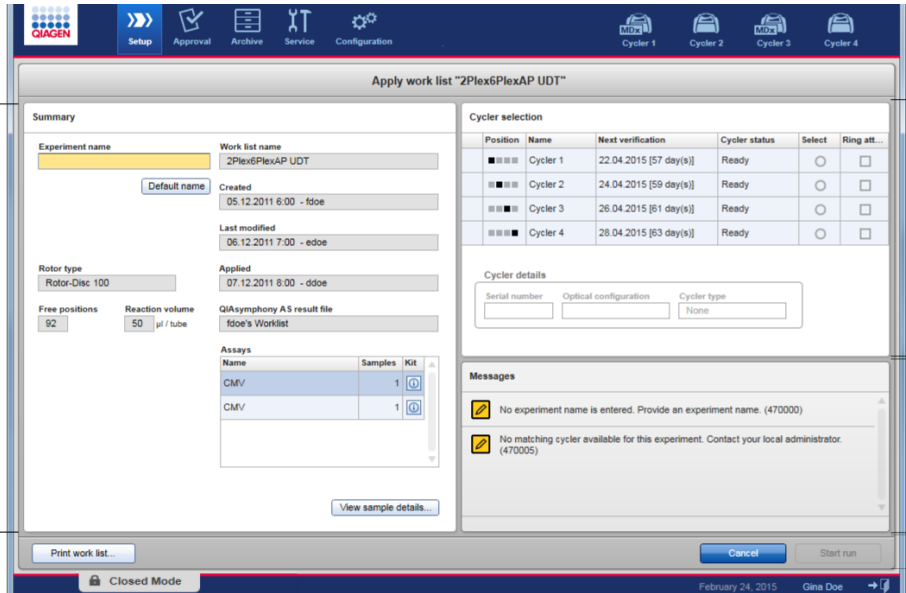 QIAGEN
Setup
Approval
Archive
Service
Configuration
MDx
Cycler 1
Cycler 2
MDx
Cycler 3
Cycler 4
Apply work list "2Plex6PlexAP UDT"
Summary
Experiment name
Default name
Rotor type
Rotor-Disc 100
Free positions
Reaction volume
92
50 µl / tube
Work list name
2Plex6PlexAP UDT
Created
05.12.2011 6:00 - fdoe
Last modified
06.12.2011 7:00 - edoe
Applied
07.12.2011 8:00 - ddoe
QIAsymphony AS result file
fdoe's Worklist
Assays
Name Samples Kit
CMV 1
CMV 1
View sample details...
Cycler selection
Position Name Next verification Cycler status Select Ring att...
Cycler 1 22.04.2015 [57 day(s)] Ready
Cycler 2 24.04.2015 [59 day(s)] Ready
Cycler 3 26.04.2015 [61 day(s)] Ready
Cycler 4 28.04.2015 [63 day(s)] Ready
Cycler details
Serial number Optical configuration Cycler type
None
Messages
No experiment name is entered. Provide an experiment name. (470000)
No matching cycler available for this experiment. Contact your local administrator.
(470005)
Print work list...
Cancel
Start run
Closed Mode
February 24, 2015 Gina Doe